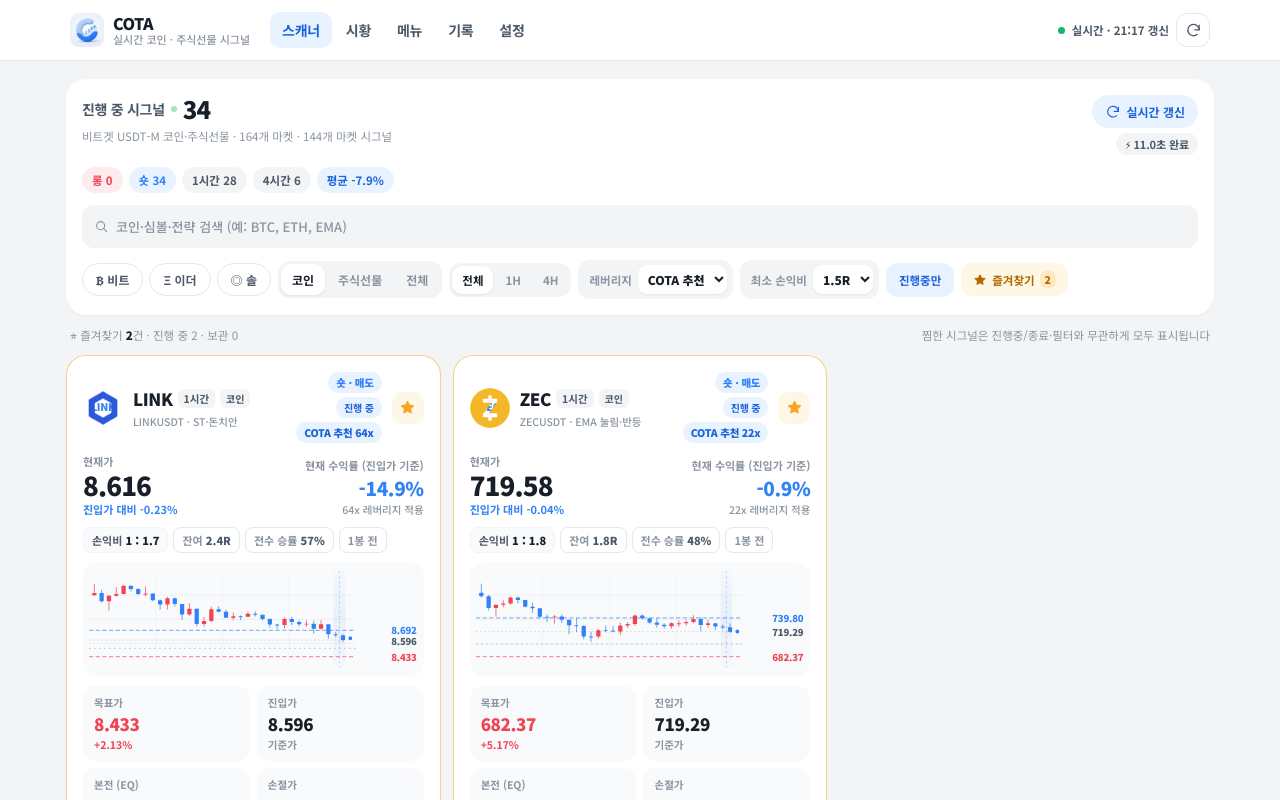 COTA
실시간 코인 · 주식선물 시그널
스캐너 시황 메뉴 기록 설정
실시간 · 21:17 갱신
진행 중 시그널 34
비트겟 USDT-M 코인·주식선물 · 164개 마켓 · 144개 마켓 시그널
실시간 갱신
⚡ 11.0초 완료
롱 0 숏 34 1시간 28 4시간 6 평균 -7.9%
코인·심볼·전략 검색 (예: BTC, ETH, EMA)
₿ 비트 Ξ 이더 ◎ 솔 코인 주식선물 전체 전체 1H 4H 레버리지 COTA 추천 최소 손익비 1.5R 진행중만 ★ 즐겨찾기 2
⭐ 즐겨찾기 2건 · 진행 중 2 · 보관 0
찜한 시그널은 진행중/종료·필터와 무관하게 모두 표시됩니다
LINK 1시간 코인
LINKUSDT · ST·돈치안
숏 · 매도
진행 중
COTA 추천 64x
현재가
8.616
진입가 대비 -0.23%
현재 수익률 (진입가 기준)
-14.9%
64x 레버리지 적용
손익비 1 : 1.7 잔여 2.4R 전수 승률 57% 1봉 전
8.692
8.596
8.433
목표가
8.433
+2.13%
진입가
8.596
기준가
본전 (EQ)
손절가
ZEC 1시간 코인
ZECUSDT · EMA 눌림·반등
숏 · 매도
진행 중
COTA 추천 22x
현재가
719.58
진입가 대비 -0.04%
현재 수익률 (진입가 기준)
-0.9%
22x 레버리지 적용
손익비 1 : 1.8 잔여 1.8R 전수 승률 48% 1봉 전
739.80
719.29
682.37
목표가
682.37
+5.17%
진입가
719.29
기준가
본전 (EQ)
손절가